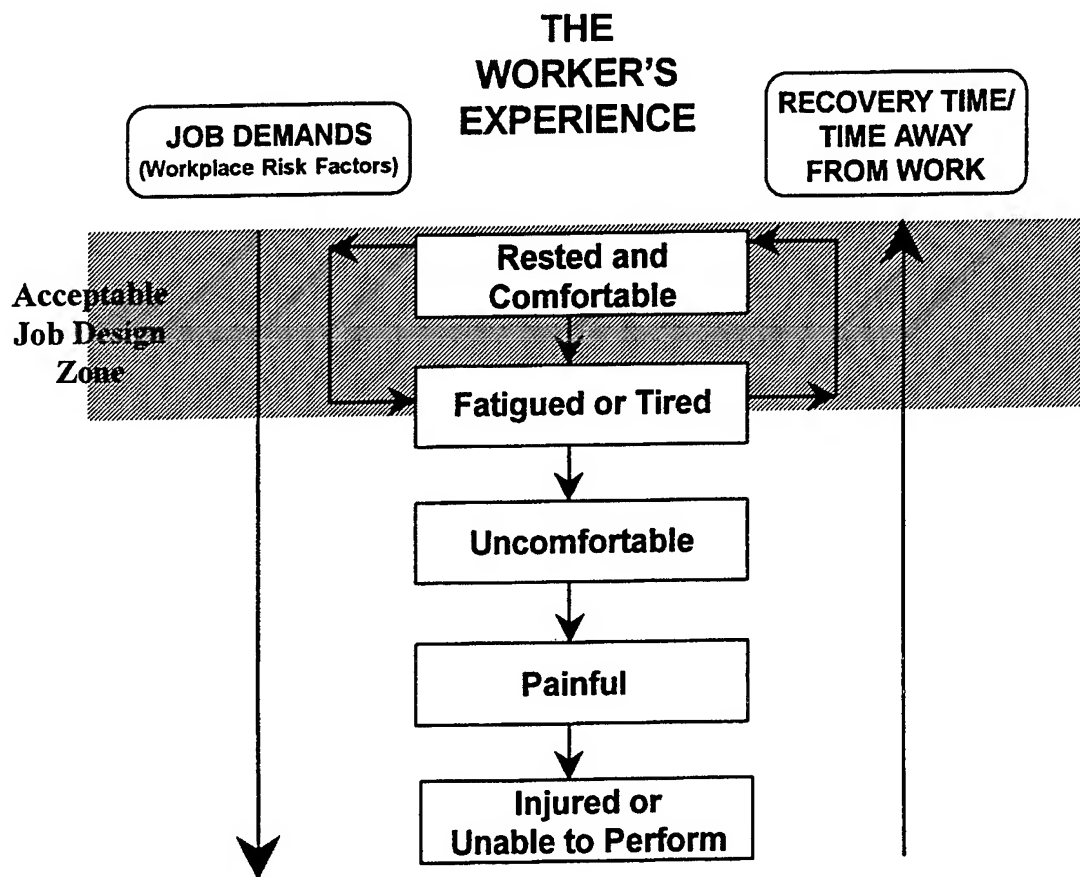 THE
WORKER'S
EXPERIENCE
JOB DEMANDS
(Workplace Risk Factors)
RECOVERY TIME/
TIME AWAY
FROM WORK
Acceptable
Job Design
Zone
Rested and
Comfortable
Fatigued or Tired
Uncomfortable
Painful
Injured or
Unable to Perform